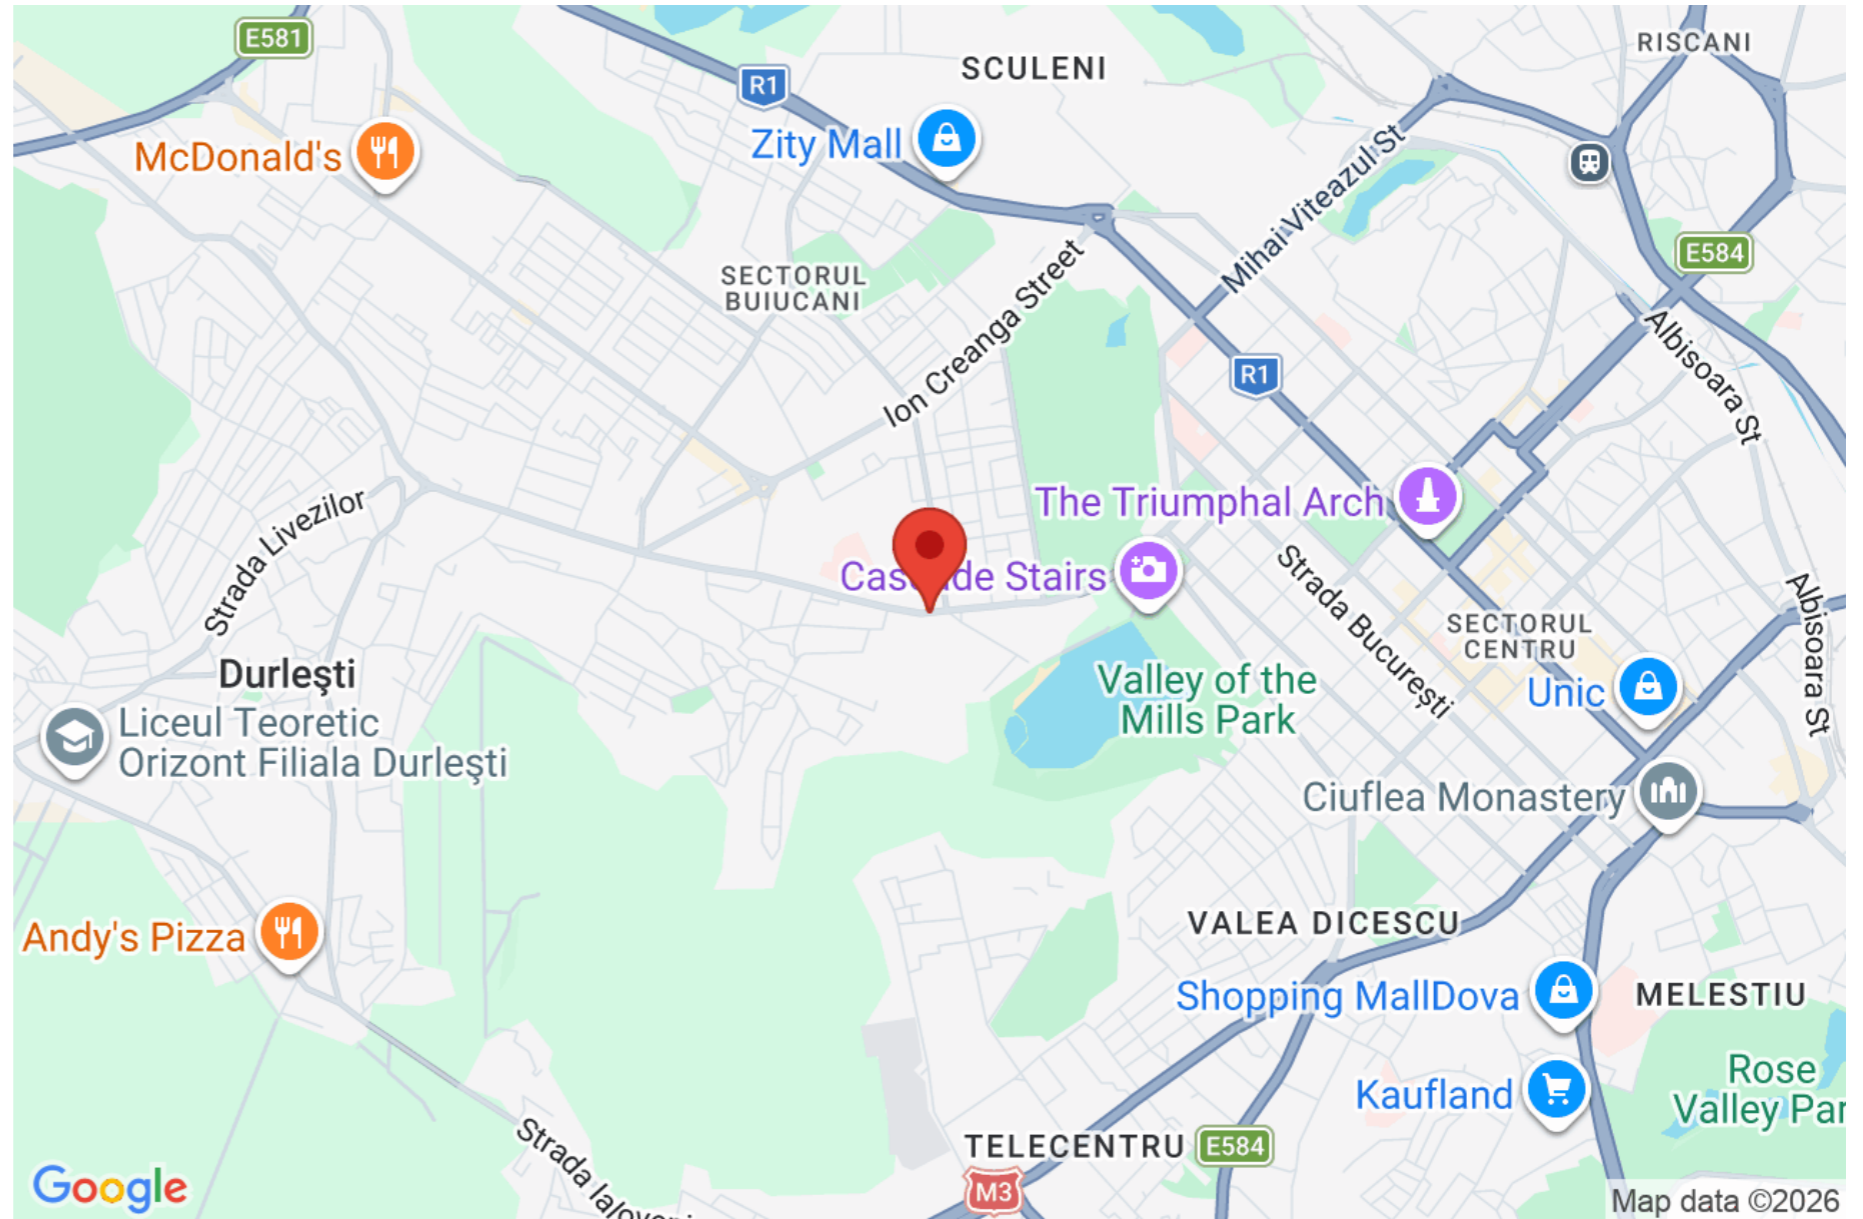 E581
SCULENI
RISCANI
R1
Zity Mall
McDonald's
Mihai Viteazul St
E584
SECTORUL
BUIUCANI
Ion Creanga Street
Albisoara St
R1
The Triumphal Arch
Strada Livezilor
Cascade Stairs
Strada București
Albisoara St
SECTORUL
CENTRU
Durleşti
Valley of the
Mills Park
Unic
Liceul Teoretic
Orizont Filiala Durleşti
Ciuflea Monastery
VALEA DICESCU
Andy's Pizza
Shopping MallDova
MELESTIU
Rose
Valley Par
Kaufland
Strada Ialoveni
TELECENTRU
E584
M3
Google
Map data ©2026